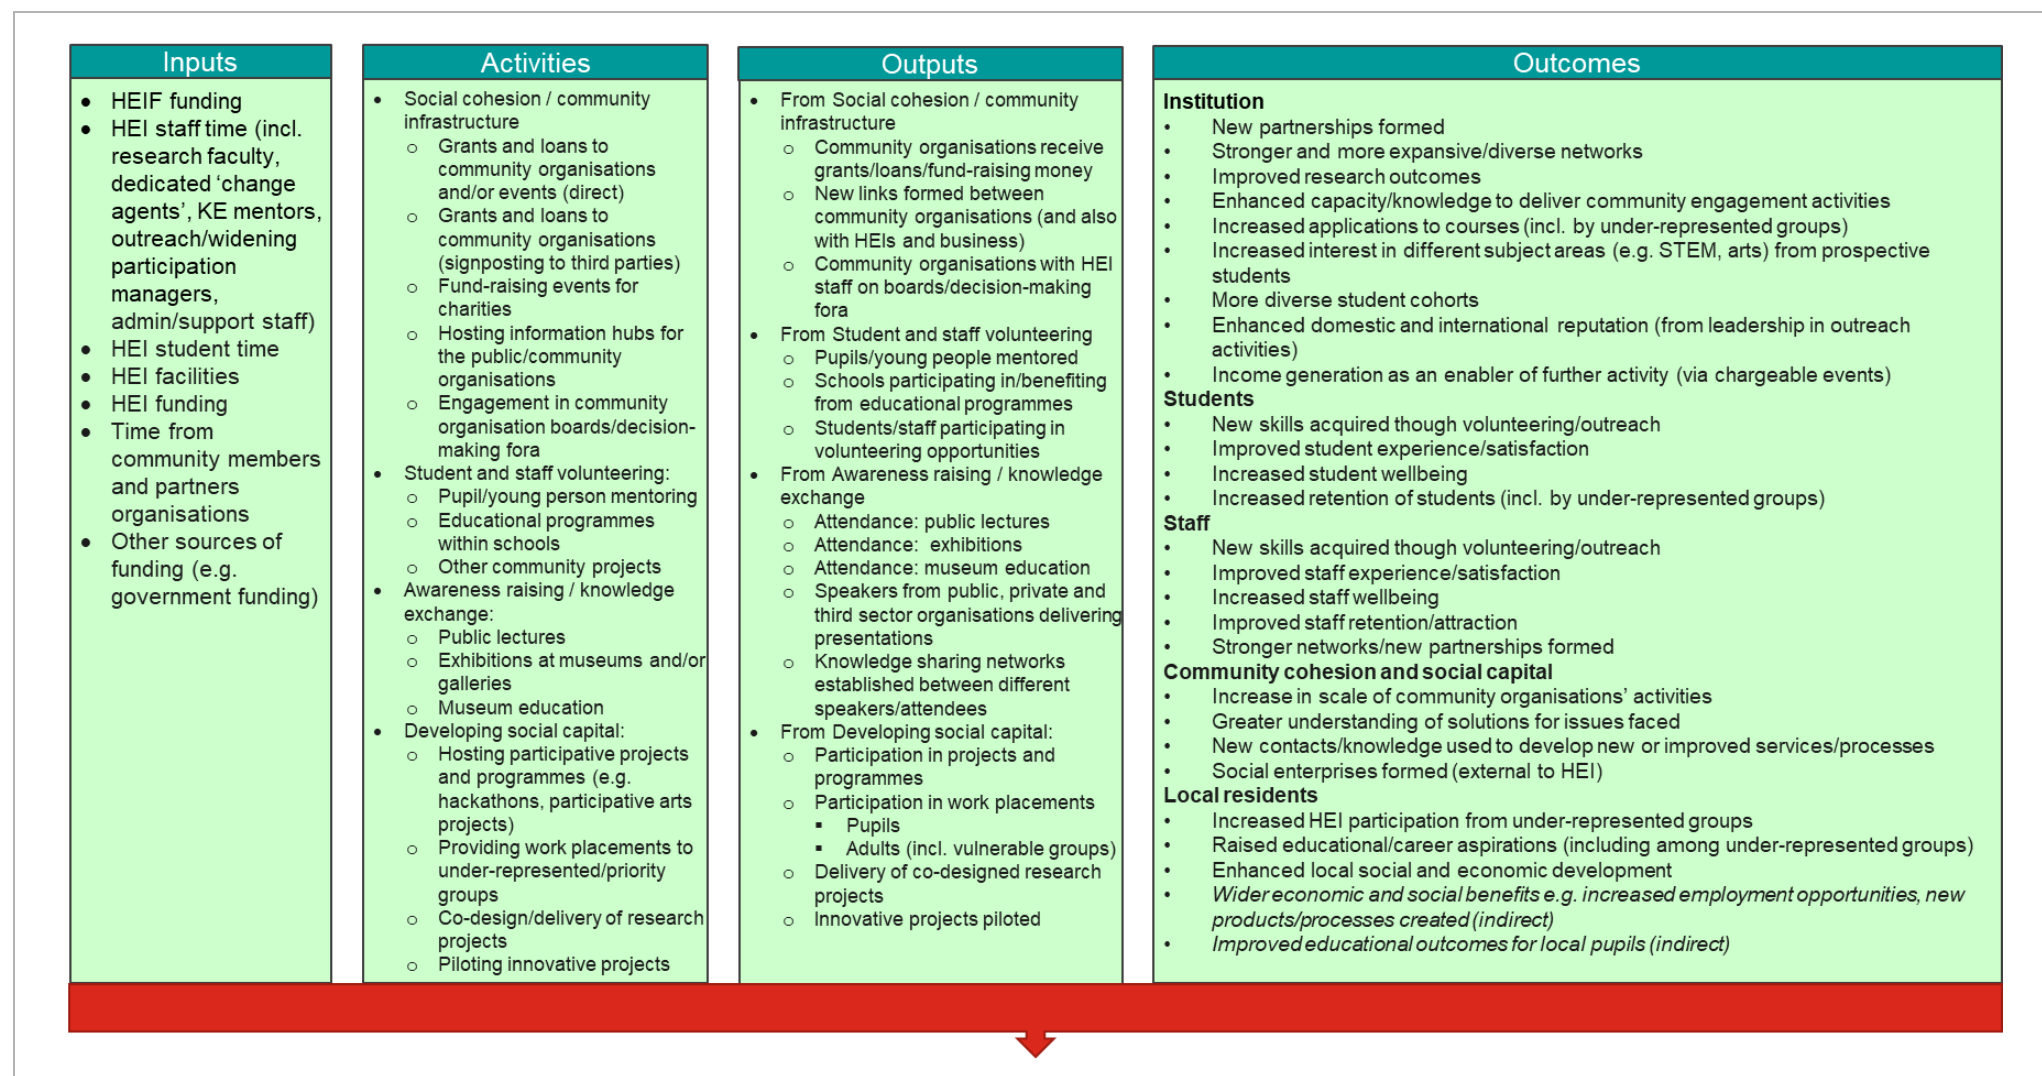 Inputs
● HEIF funding
● HEI staff time (incl.
research faculty,
dedicated ‘change
agents’, KE mentors,
outreach/widening
participation
managers,
admin/support staff)
● HEI student time
● HEI facilities
● HEI funding
● Time from
community members
and partners
organisations
● Other sources of
funding (e.g.
government funding)
Activities
• Social cohesion / community
infrastructure
o Grants and loans to
community organisations
and/or events (direct)
o Grants and loans to
community organisations
(signposting to third parties)
o Fund-raising events for
charities
o Hosting information hubs for
the public/community
organisations
o Engagement in community
organisation boards/decision-
making fora
• Student and staff volunteering:
o Pupil/young person mentoring
o Educational programmes
within schools
o Other community projects
• Awareness raising / knowledge
exchange:
o Public lectures
o Exhibitions at museums and/or
galleries
o Museum education
• Developing social capital:
o Hosting participative projects
and programmes (e.g.
hackathons, participative arts
projects)
o Providing work placements to
under-represented/priority
groups
o Co-design/delivery of research
projects
o Piloting innovative projects
Outputs
• From Social cohesion / community
infrastructure
o Community organisations receive
grants/loans/fund-raising money
o New links formed between
community organisations (and also
with HEIs and business)
o Community organisations with HEI
staff on boards/decision-making
fora
• From Student and staff volunteering
o Pupils/young people mentored
o Schools participating in/benefiting
from educational programmes
o Students/staff participating in
volunteering opportunities
• From Awareness raising / knowledge
exchange
o Attendance: public lectures
o Attendance: exhibitions
o Attendance: museum education
o Speakers from public, private and
third sector organisations delivering
presentations
o Knowledge sharing networks
established between different
speakers/attendees
• From Developing social capital:
o Participation in projects and
programmes
o Participation in work placements
▪ Pupils
▪ Adults (incl. vulnerable groups)
o Delivery of co-designed research
projects
o Innovative projects piloted
Outcomes
Institution
• New partnerships formed
• Stronger and more expansive/diverse networks
• Improved research outcomes
• Enhanced capacity/knowledge to deliver community engagement activities
• Increased applications to courses (incl. by under-represented groups)
• Increased interest in different subject areas (e.g. STEM, arts) from prospective
students
• More diverse student cohorts
• Enhanced domestic and international reputation (from leadership in outreach
activities)
• Income generation as an enabler of further activity (via chargeable events)
Students
• New skills acquired though volunteering/outreach
• Improved student experience/satisfaction
• Increased student wellbeing
• Increased retention of students (incl. by under-represented groups)
Staff
• New skills acquired though volunteering/outreach
• Improved staff experience/satisfaction
• Increased staff wellbeing
• Improved staff retention/attraction
• Stronger networks/new partnerships formed
Community cohesion and social capital
• Increase in scale of community organisations’ activities
• Greater understanding of solutions for issues faced
• New contacts/knowledge used to develop new or improved services/processes
• Social enterprises formed (external to HEI)
Local residents
• Increased HEI participation from under-represented groups
• Raised educational/career aspirations (including among under-represented groups)
• Enhanced local social and economic development
• Wider economic and social benefits e.g. increased employment opportunities, new
products/processes created (indirect)
• Improved educational outcomes for local pupils (indirect)